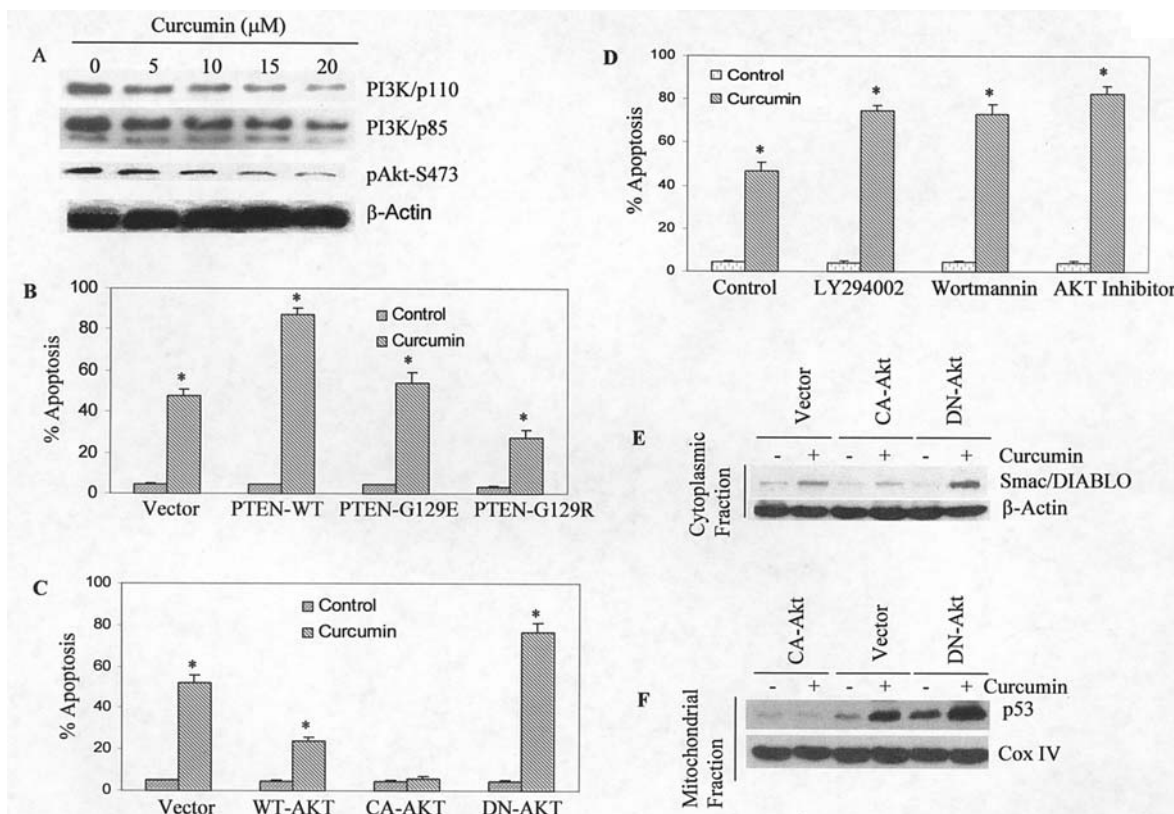 Curcumin (µM)
A
0 5 10 15 20
PI3K/p110
PI3K/p85
pAkt-S473
β-Actin
B
% Apoptosis
100
80
60
40
20
0
Control
Curcumin
* * * *
Vector PTEN-WT PTEN-G129E PTEN-G129R
C
% Apoptosis
100
80
60
40
20
0
Control
Curcumin
* * *
Vector WT-AKT CA-AKT DN-AKT
D
% Apoptosis
100
80
60
40
20
0
Control
Curcumin
* * * *
Control LY294002 Wortmannin AKT Inhibitor
E
Cytoplasmic
Fraction
Vector CA-Akt DN-Akt
- + - + - + Curcumin
Smac/DIABLO
β-Actin
F
Mitochondrial
Fraction
CA-Akt Vector DN-Akt
- + - + - + Curcumin
p53
Cox IV